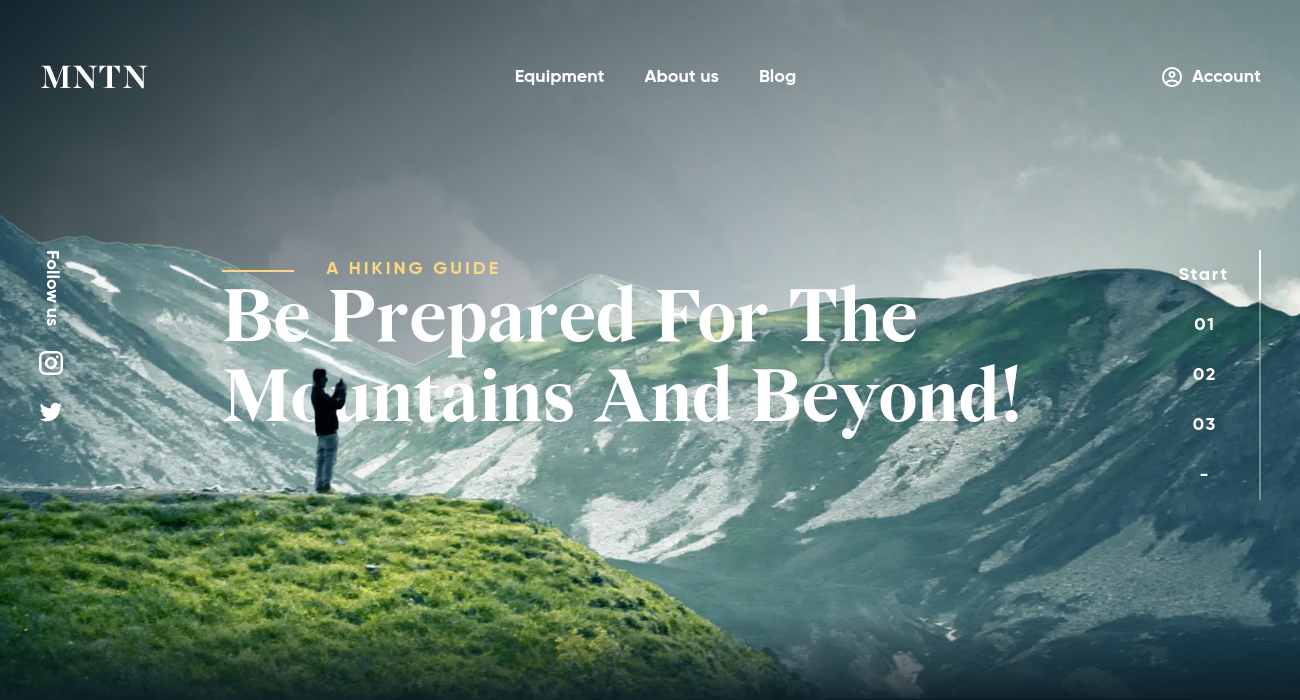 MNTN
Equipment
About us
Blog
Account
Follow us
A HIKING GUIDE
Be Prepared For The
Mountains And Beyond!
Start
01
02
03
-